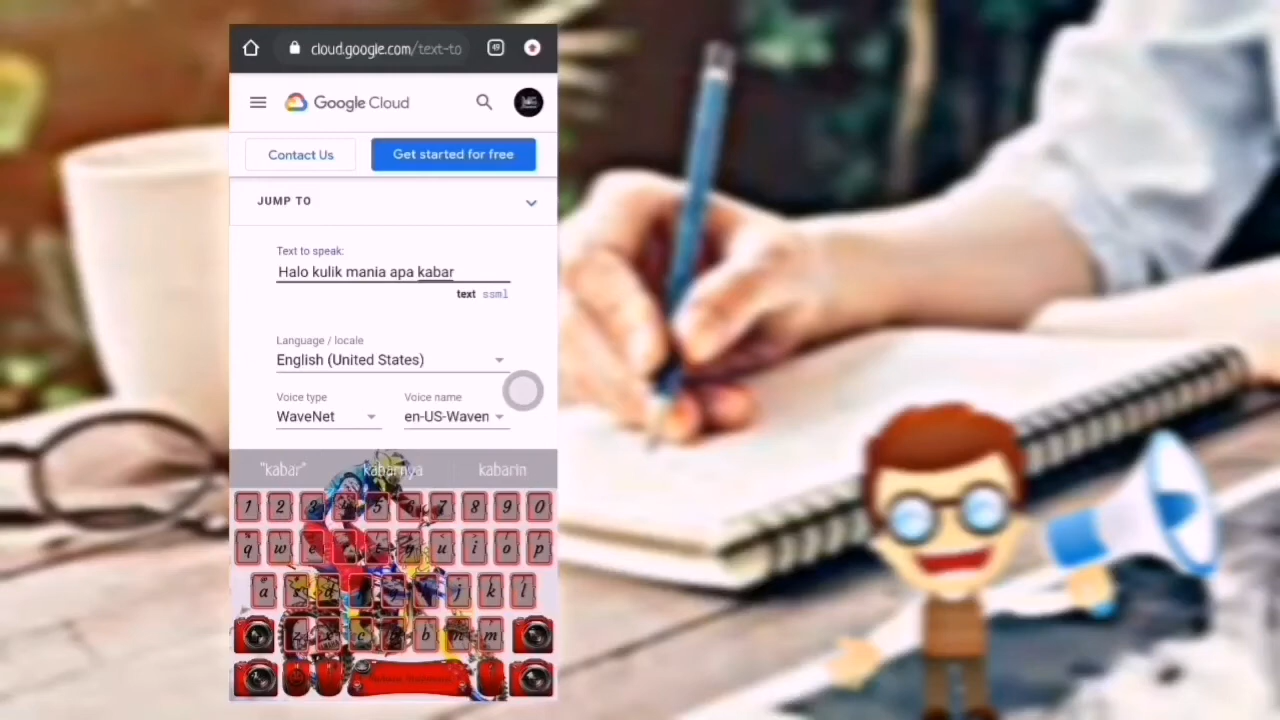 cloud.google.com/text-to
49
Google Cloud
Contact Us
Get started for free
JUMP TO
Text to speak:
Halo kulik mania apa kabar
text ssml
Language / locale
English (United States)
Voice type
Voice name
WaveNet
en-US-Waven
"kabar" kabarnya kabarin
1 2 3 4 5 6 7 8 9 0
q w e r t y u i o p
a s d f g h j k l
z x c v b n m